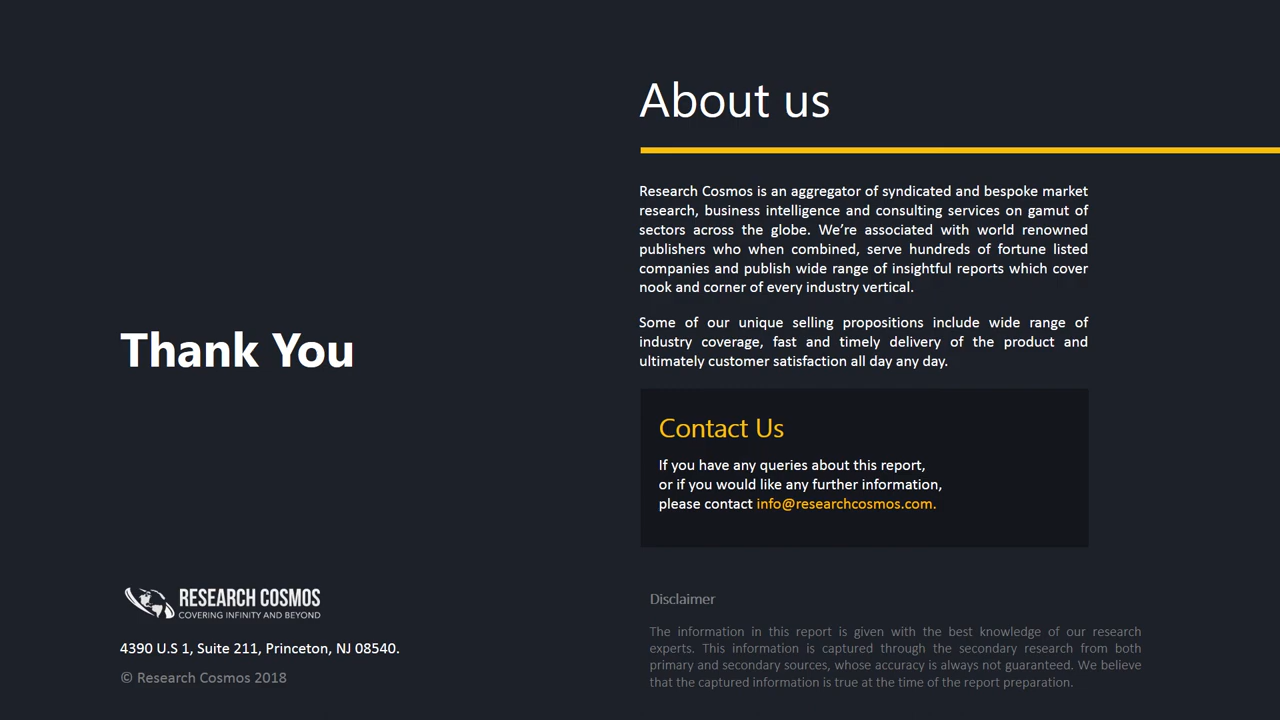 Thank You
RESEARCH COSMOS
COVERING INFINITY AND BEYOND
4390 U.S 1, Suite 211, Princeton, NJ 08540.
© Research Cosmos 2018
About us
Research Cosmos is an aggregator of syndicated and bespoke market
research, business intelligence and consulting services on gamut of
sectors across the globe. We’re associated with world renowned
publishers who when combined, serve hundreds of fortune listed
companies and publish wide range of insightful reports which cover
nook and corner of every industry vertical.
Some of our unique selling propositions include wide range of
industry coverage, fast and timely delivery of the product and
ultimately customer satisfaction all day any day.
Contact Us
If you have any queries about this report,
or if you would like any further information,
please contact info@researchcosmos.com.
Disclaimer
The information in this report is given with the best knowledge of our research
experts. This information is captured through the secondary research from both
primary and secondary sources, whose accuracy is always not guaranteed. We believe
that the captured information is true at the time of the report preparation.